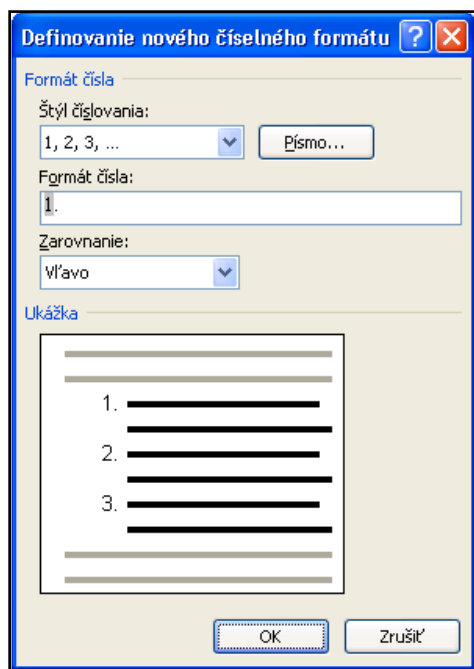 Definovanie nového číselného formátu
Formát čísla
Štýl číslovania:
1, 2, 3, ...
Písmo...
Formát čísla:
1.
Zarovnanie:
Vľavo
Ukážka
1.
2.
3.
OK
Zrušiť